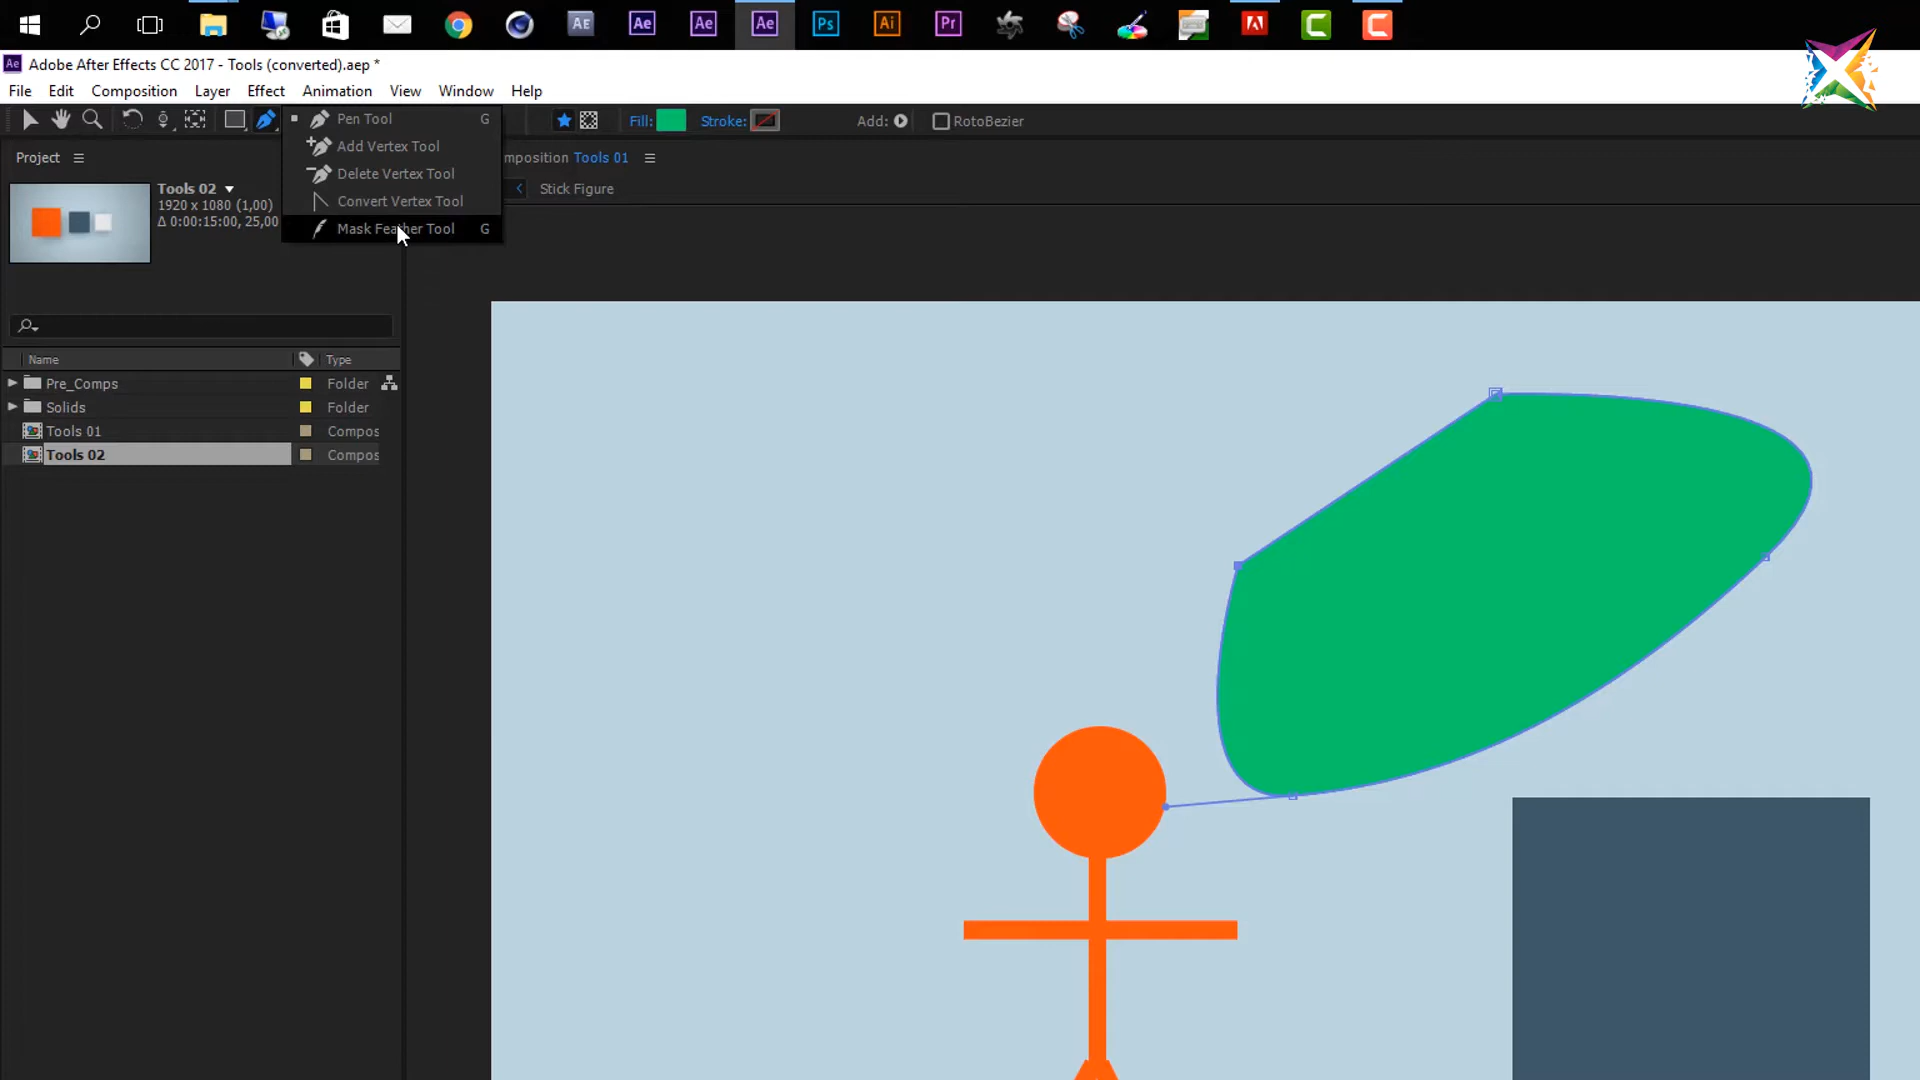 AE Ae Ae Ae Ps Ai Pr
Ae Adobe After Effects CC 2017 - Tools (converted).aep *
File Edit Composition Layer Effect Animation View Window Help
Fill: Stroke: Add: RotoBezier
Pen Tool G
Add Vertex Tool
Delete Vertex Tool
Convert Vertex Tool
Mask Feather Tool G
Project
mposition Tools 01
Stick Figure
Tools 02
1920 x 1080 (1,00)
Δ 0:00:15:00, 25,00
Name Type
Pre_Comps Folder
Solids Folder
Tools 01 Compos
Tools 02 Compos